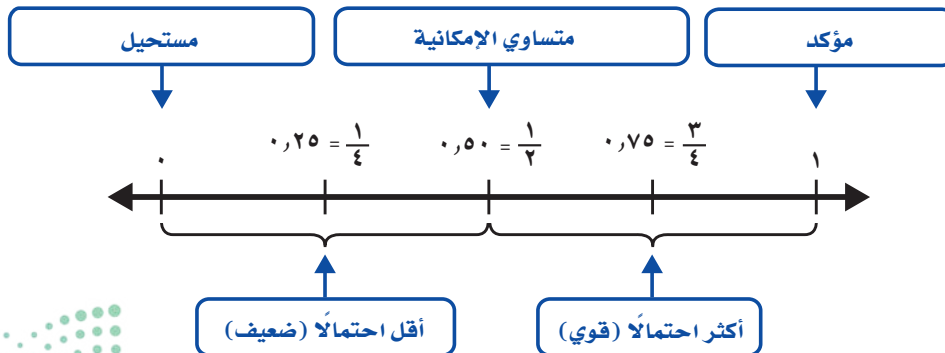 مؤكد
متساوي الإمكانية
مستحيل
٠
٠,٢٥ = ١/٤
٠,٥٠ = ١/٢
٠,٧٥ = ٣/٤
١
أكثر احتمالًا (قوي)
أقل احتمالًا (ضعيف)